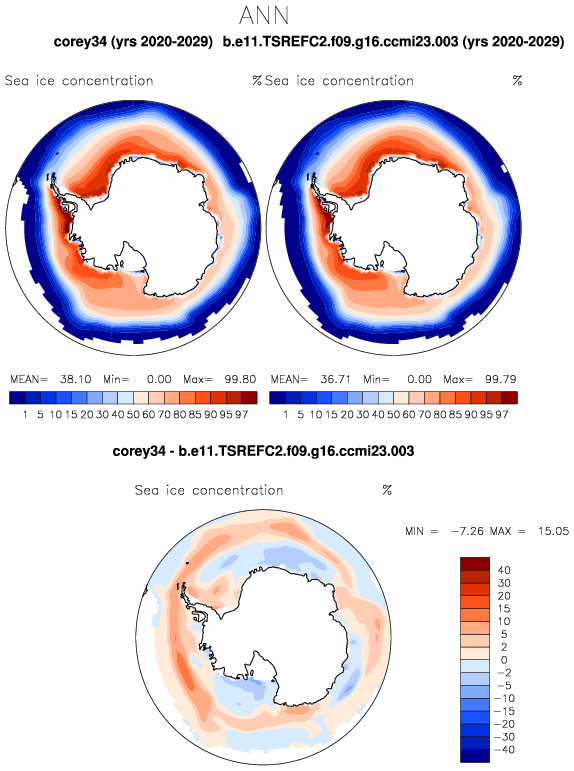 ANN
corey34 (yrs 2020-2029) b.e11.TSREFC2.f09.g16.ccmi23.003 (yrs 2020-2029)
Sea ice concentration % Sea ice concentration %
MEAN= 38.10 Min= 0.00 Max= 99.80 MEAN= 36.71 Min= 0.00 Max= 99.79
1 5 10 15 20 30 40 50 60 70 80 85 90 95 97 1 5 10 15 20 30 40 50 60 70 80 85 90 95 97
corey34 - b.e11.TSREFC2.f09.g16.ccmi23.003
Sea ice concentration %
MIN = -7.26 MAX = 15.05
40
30
20
15
10
5
2
0
-2
-5
-10
-15
-20
-30
-40